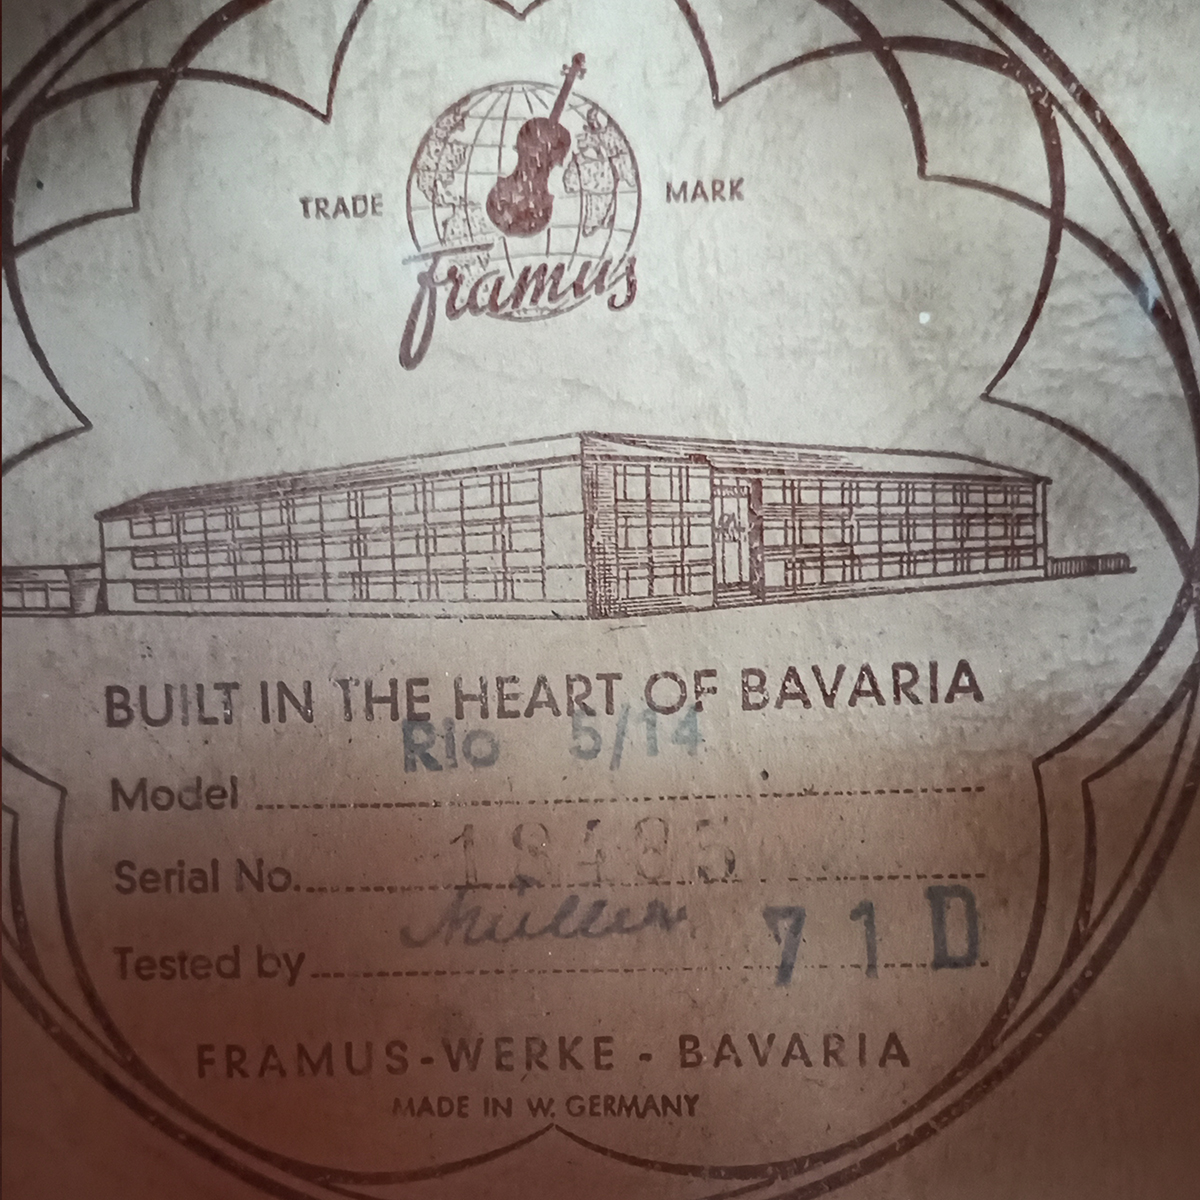 TRADE MARK
Framus
BUILT IN THE HEART OF BAVARIA
Rio 5/14
Model
Serial No.
Müller
Tested by 71D
FRAMUS-WERKE - BAVARIA
MADE IN W. GERMANY